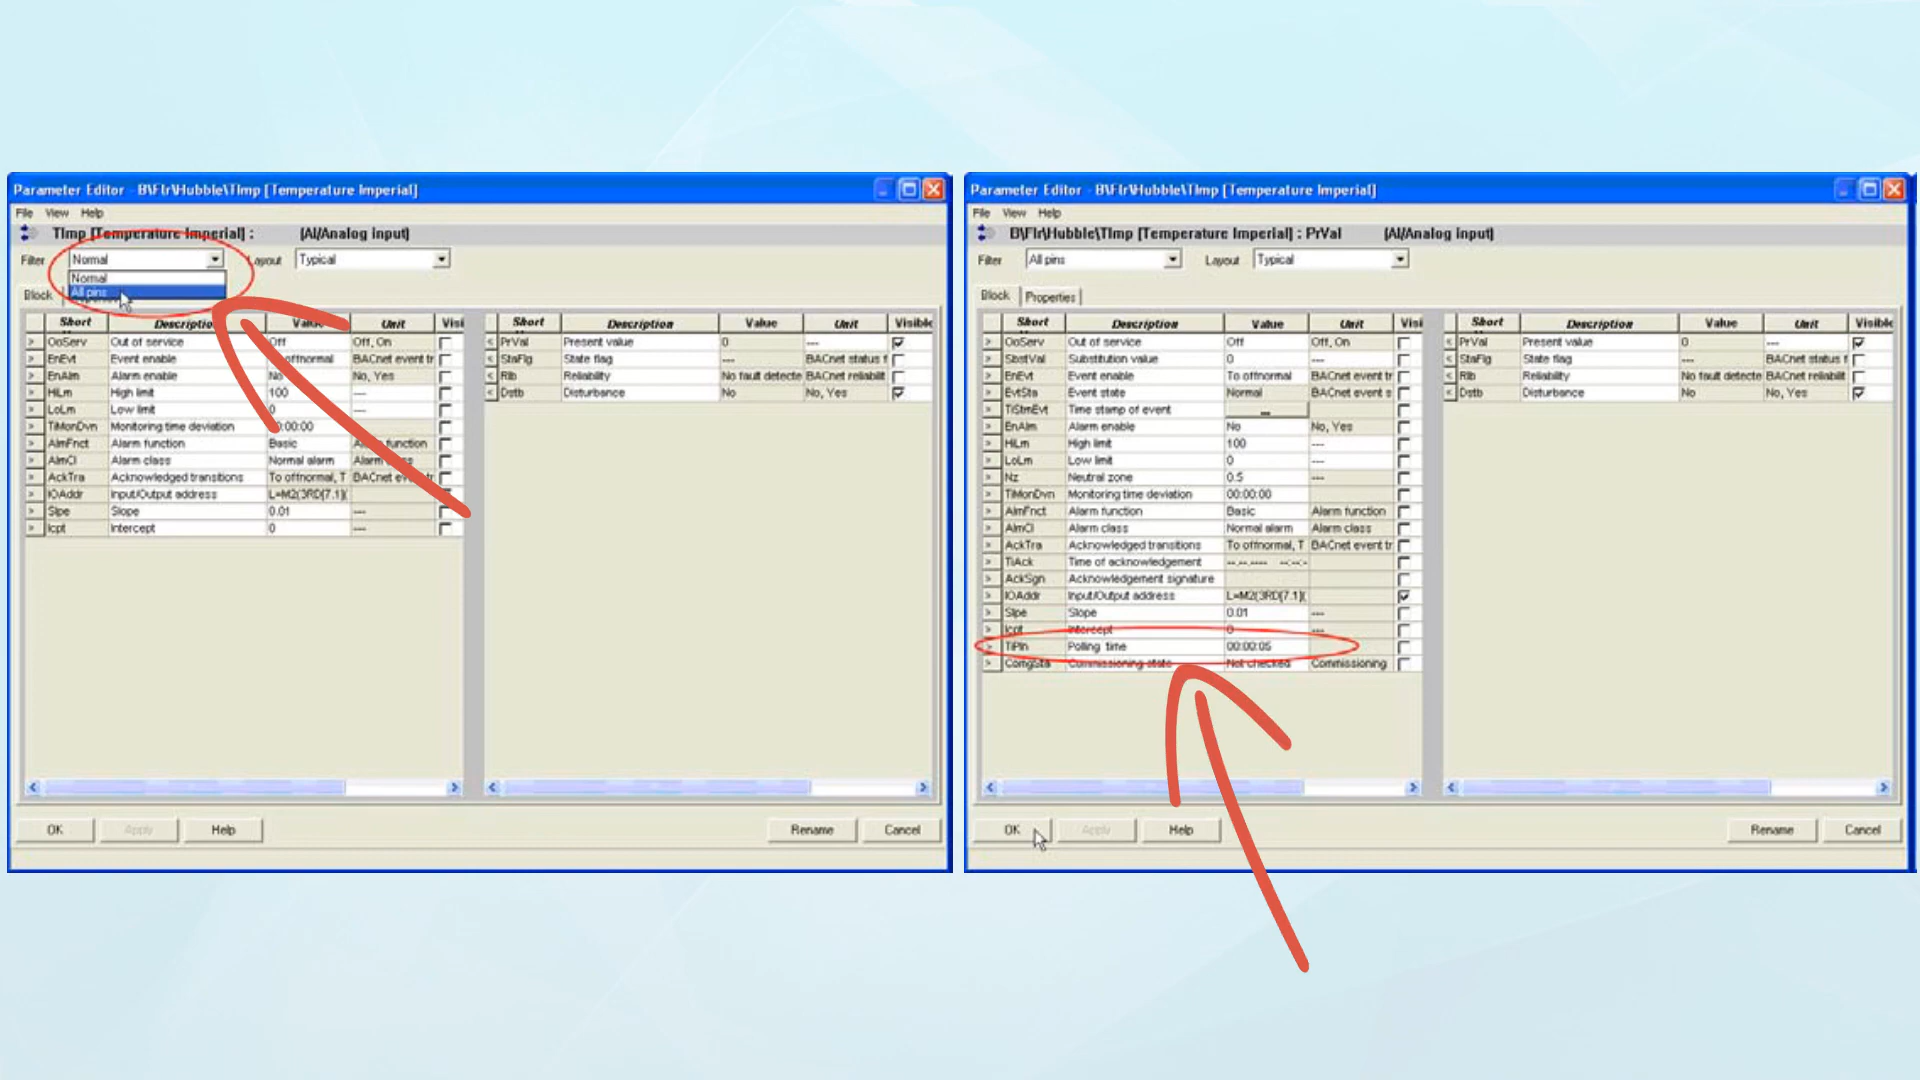 Parameter Editor - B\Flr\Hubble\TImp [Temperature Imperial]
File View Help
TImp [Temperature Imperial] : [AI/Analog input]
Filter Normal Layout Typical
Normal
All pins
Block
Short Description Value Unit Visi
OoServ Out of service Off Off, On
EnEvt Event enable offnormal BACnet event tr
EnAlm Alarm enable No No, Yes
HiLm High limit 100 ---
LoLm Low limit 0 ---
TiMonDvn Monitoring time deviation 00:00:00
AlmFnct Alarm function Basic Alarm function
AlmCl Alarm class Normal alarm Alarm class
AckTra Acknowledged transitions To offnormal, T BACnet event tr
IOAddr Input/Output address L=M2(3RD[7.1](
Slpe Slope 0.01 ---
Icpt Intercept 0 ---
Short Description Value Unit Visible
PrVal Present value 0 ---
StaFlg State flag --- BACnet status f
Rlb Reliability No fault detecte BACnet reliabilit
Dstb Disturbance No No, Yes
OK Apply Help Rename Cancel
Parameter Editor - B\Flr\Hubble\TImp [Temperature Imperial]
File View Help
B\Flr\Hubble\TImp [Temperature Imperial] : PrVal [AI/Analog input]
Filter All pins Layout Typical
Block Properties
Short Description Value Unit Visi
OoServ Out of service Off Off, On
SbstVal Substitution value 0 ---
EnEvt Event enable To offnormal BACnet event tr
EvtSta Event state Normal BACnet event s
TiStmEvt Time stamp of event ...
EnAlm Alarm enable No No, Yes
HiLm High limit 100 ---
LoLm Low limit 0 ---
Nz Neutral zone 0.5 ---
TiMonDvn Monitoring time deviation 00:00:00
AlmFnct Alarm function Basic Alarm function
AlmCl Alarm class Normal alarm Alarm class
AckTra Acknowledged transitions To offnormal, T BACnet event tr
TiAck Time of acknowledgement --.--.---- --:--:-
AckSgn Acknowledgement signature
IOAddr Input/Output address L=M2(3RD[7.1](
Slpe Slope 0.01 ---
Icpt Intercept 0 ---
TiPln Polling time 00:00:05
ComgSta Commissioning state Not checked Commissioning
Short Description Value Unit Visible
PrVal Present value 0 ---
StaFlg State flag --- BACnet status f
Rlb Reliability No fault detecte BACnet reliabilit
Dstb Disturbance No No, Yes
OK Apply Help Rename Cancel